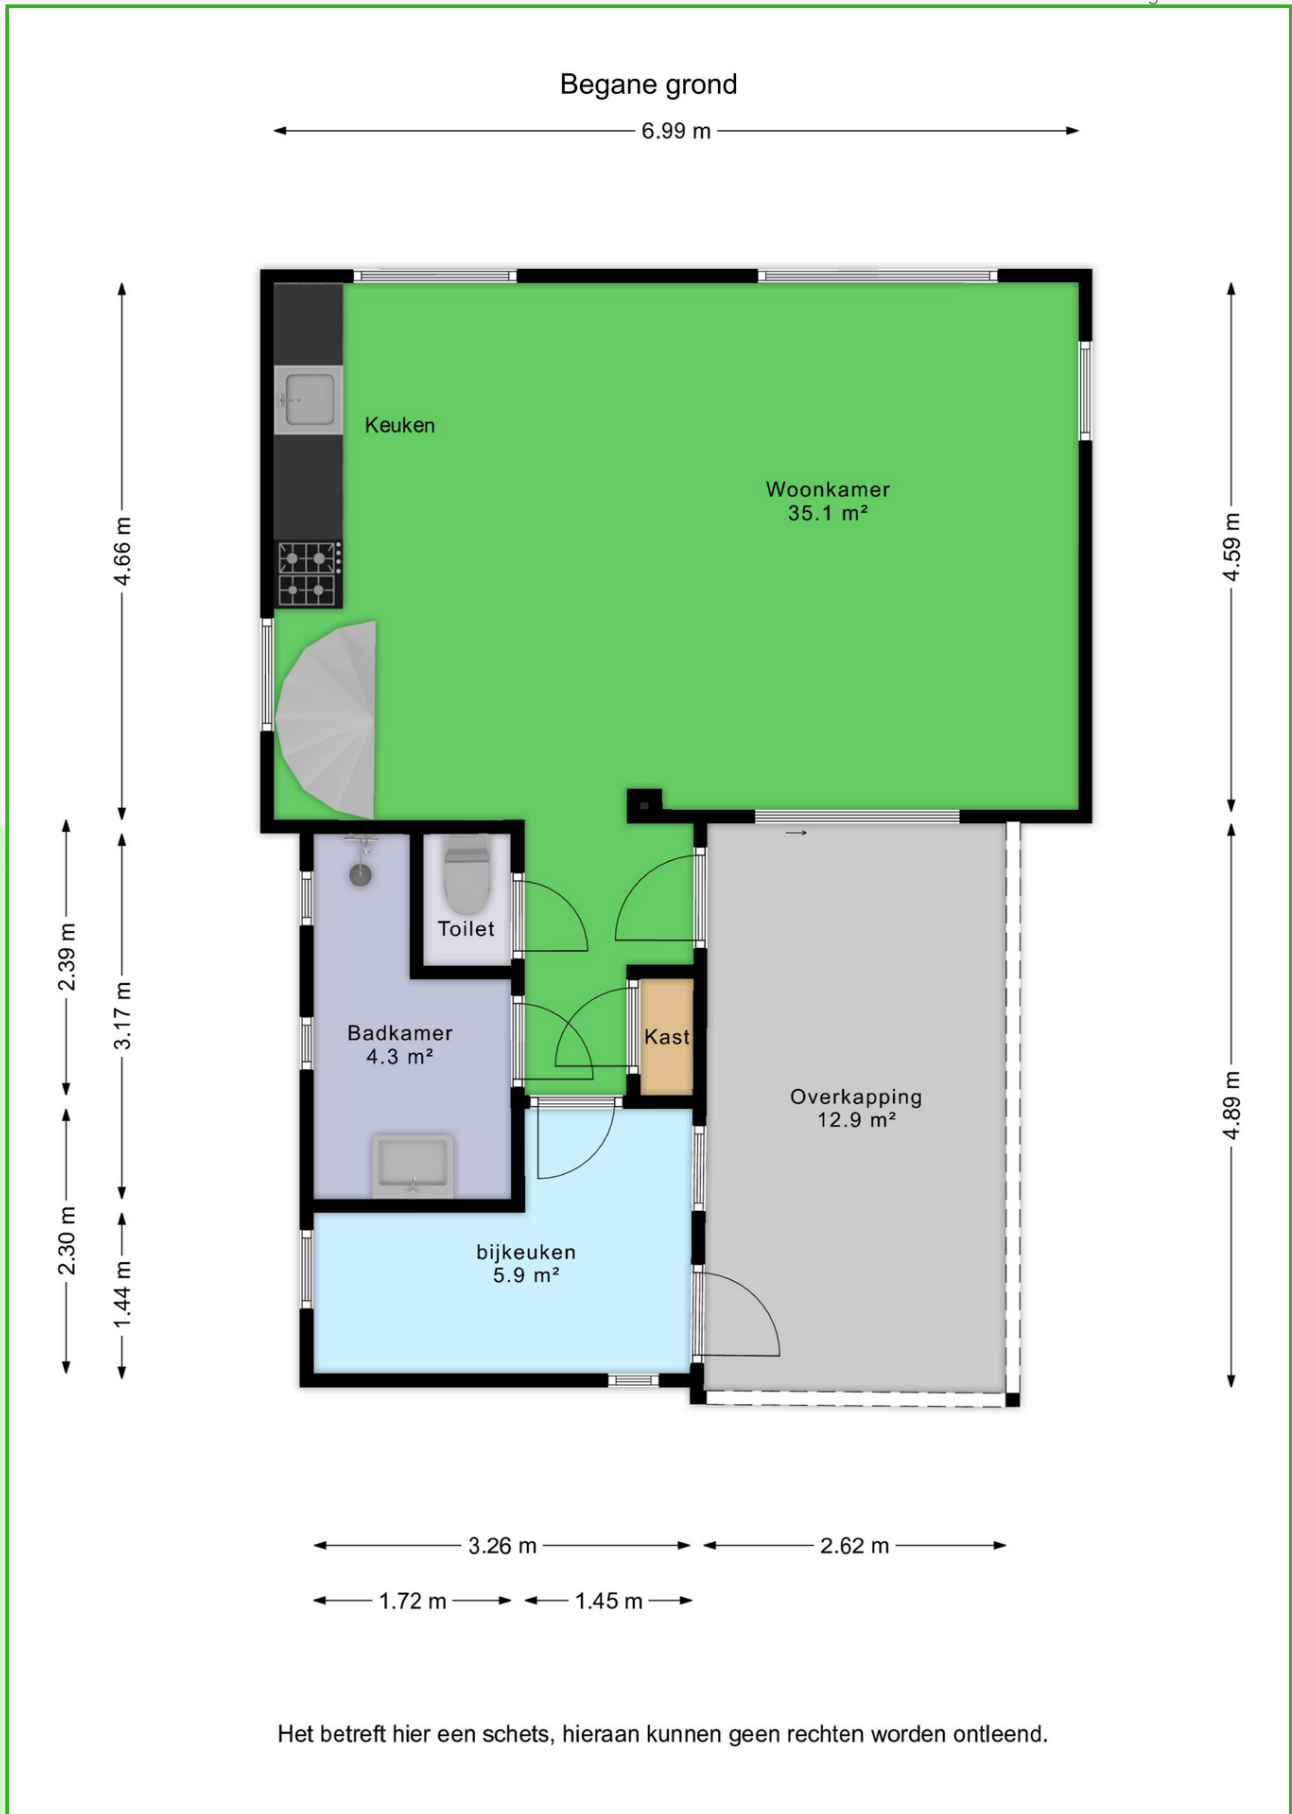 Begane grond
6.99 m
Keuken
Woonkamer
35.1 m²
4.66 m
4.59 m
Toilet
2.39 m
3.17 m
Badkamer
4.3 m²
Kast
Overkapping
12.9 m²
4.89 m
2.30 m
1.44 m
bijkeuken
5.9 m²
3.26 m
2.62 m
1.72 m
1.45 m
Het betreft hier een schets, hieraan kunnen geen rechten worden ontleend.